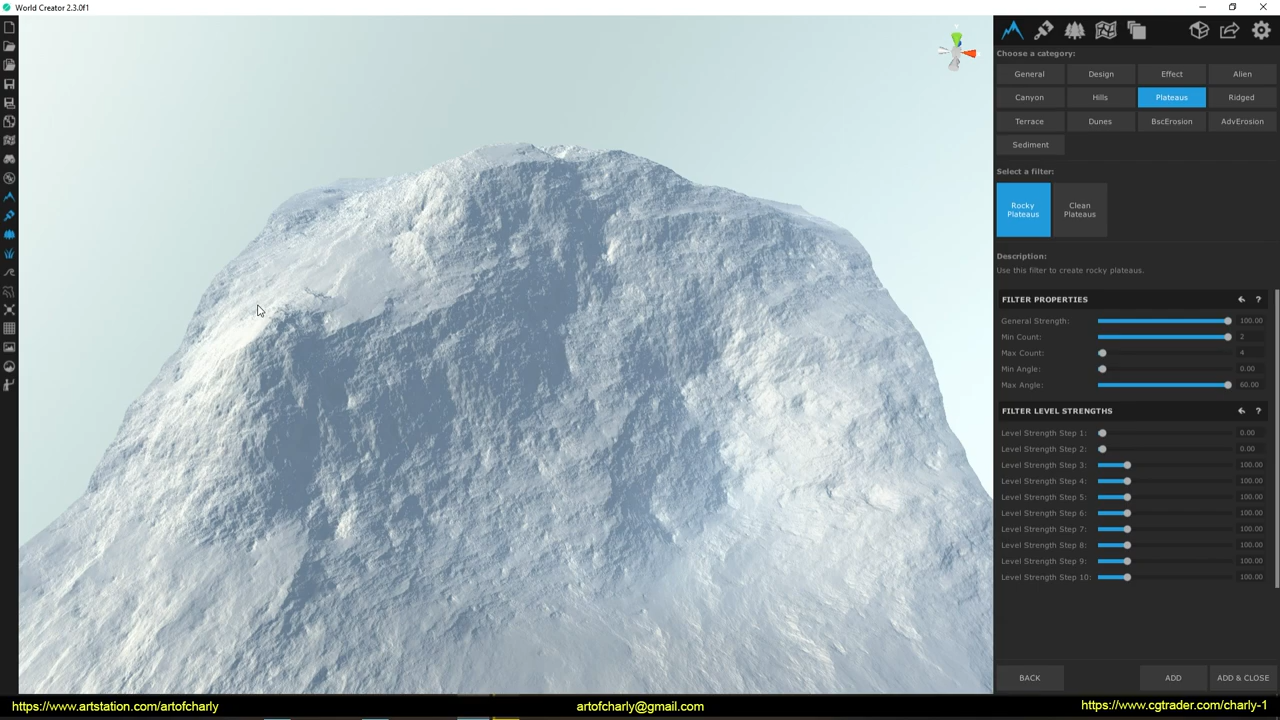 World Creator 2.3.0f1
Choose a category:
General Design Effect Alien
Canyon Hills Plateaus Ridged
Terrace Dunes BscErosion AdvErosion
Sediment
Select a filter:
Rocky Plateaus
Clean Plateaus
Description:
Use this filter to create rocky plateaus.
FILTER PROPERTIES ?
General Strength: 100.00
Min Count: 2
Max Count: 4
Min Angle: 0.00
Max Angle: 60.00
FILTER LEVEL STRENGTHS ?
Level Strength Step 1: 0.00
Level Strength Step 2: 0.00
Level Strength Step 3: 100.00
Level Strength Step 4: 100.00
Level Strength Step 5: 100.00
Level Strength Step 6: 100.00
Level Strength Step 7: 100.00
Level Strength Step 8: 100.00
Level Strength Step 9: 100.00
Level Strength Step 10: 100.00
BACK ADD ADD & CLOSE
https://www.artstation.com/artofcharly artofcharly@gmail.com https://www.cgtrader.com/charly-1